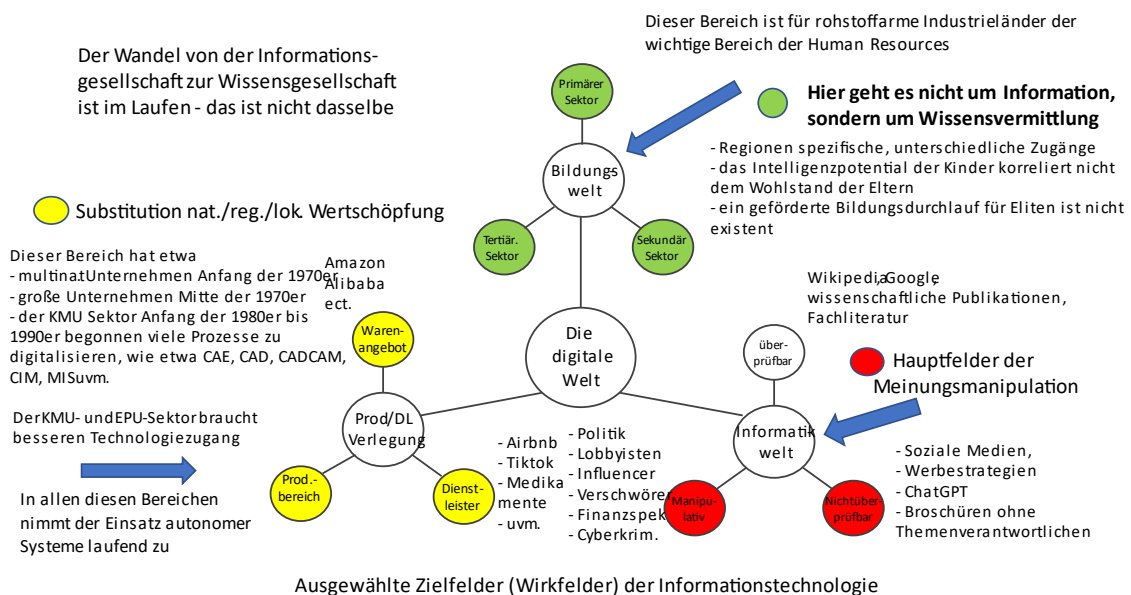 Dieser Bereich ist für rohstoffarme Industrieländer der
wichtige Bereich der Human Resources
Der Wandel von der Informations-
gesellschaft zur Wissensgesellschaft
ist im Laufen - das ist nicht dasselbe
Primärer
Sektor
Hier geht es nicht um Information,
sondern um Wissensvermittlung
- Regionen spezifische, unterschiedliche Zugänge
- das Intelligenzpotential der Kinder korreliert nicht
dem Wohlstand der Eltern
- ein geförderte Bildungsdurchlauf für Eliten ist nicht
existent
Bildungs-
welt
Tertiär.
Sektor
Sekundär
Sektor
Substitution nat./reg./lok. Wertschöpfung
Dieser Bereich hat etwa
- multinat. Unternehmen Anfang der 1970er
- große Unternehmen Mitte der 1970er
- der KMU Sektor Anfang der 1980er bis
1990er begonnen viele Prozesse zu
digitalisieren, wie etwa CAE, CAD, CADCAM,
CIM, MISuvm.
Amazon
Alibaba
ect.
Waren-
angebot
Die
digitale
Welt
Wikipedia, Google,
wissenschaftliche Publikationen,
Fachliteratur
über-
prüfbar
Hauptfelder der
Meinungsmanipulation
Der KMU- und EPU-Sektor braucht
besseren Technologiezugang
Prod/DL
Verlegung
Informatik
welt
- Airbnb
- Tiktok
- Medika
mente
- uvm.
- Politik
- Lobbyisten
- Influencer
- Verschwörer
- Finanzspek
- Cyberkrim.
- Soziale Medien,
- Werbestrategien
- ChatGPT
- Broschüren ohne
Themenverantwortlichen
Prod.-
bereich
Dienst-
leister
Manipu-
lativ
Nichtüber-
prüfbar
In allen diesen Bereichen
nimmt der Einsatz autonomer
Systeme laufend zu
Ausgewählte Zielfelder (Wirkfelder) der Informationstechnologie